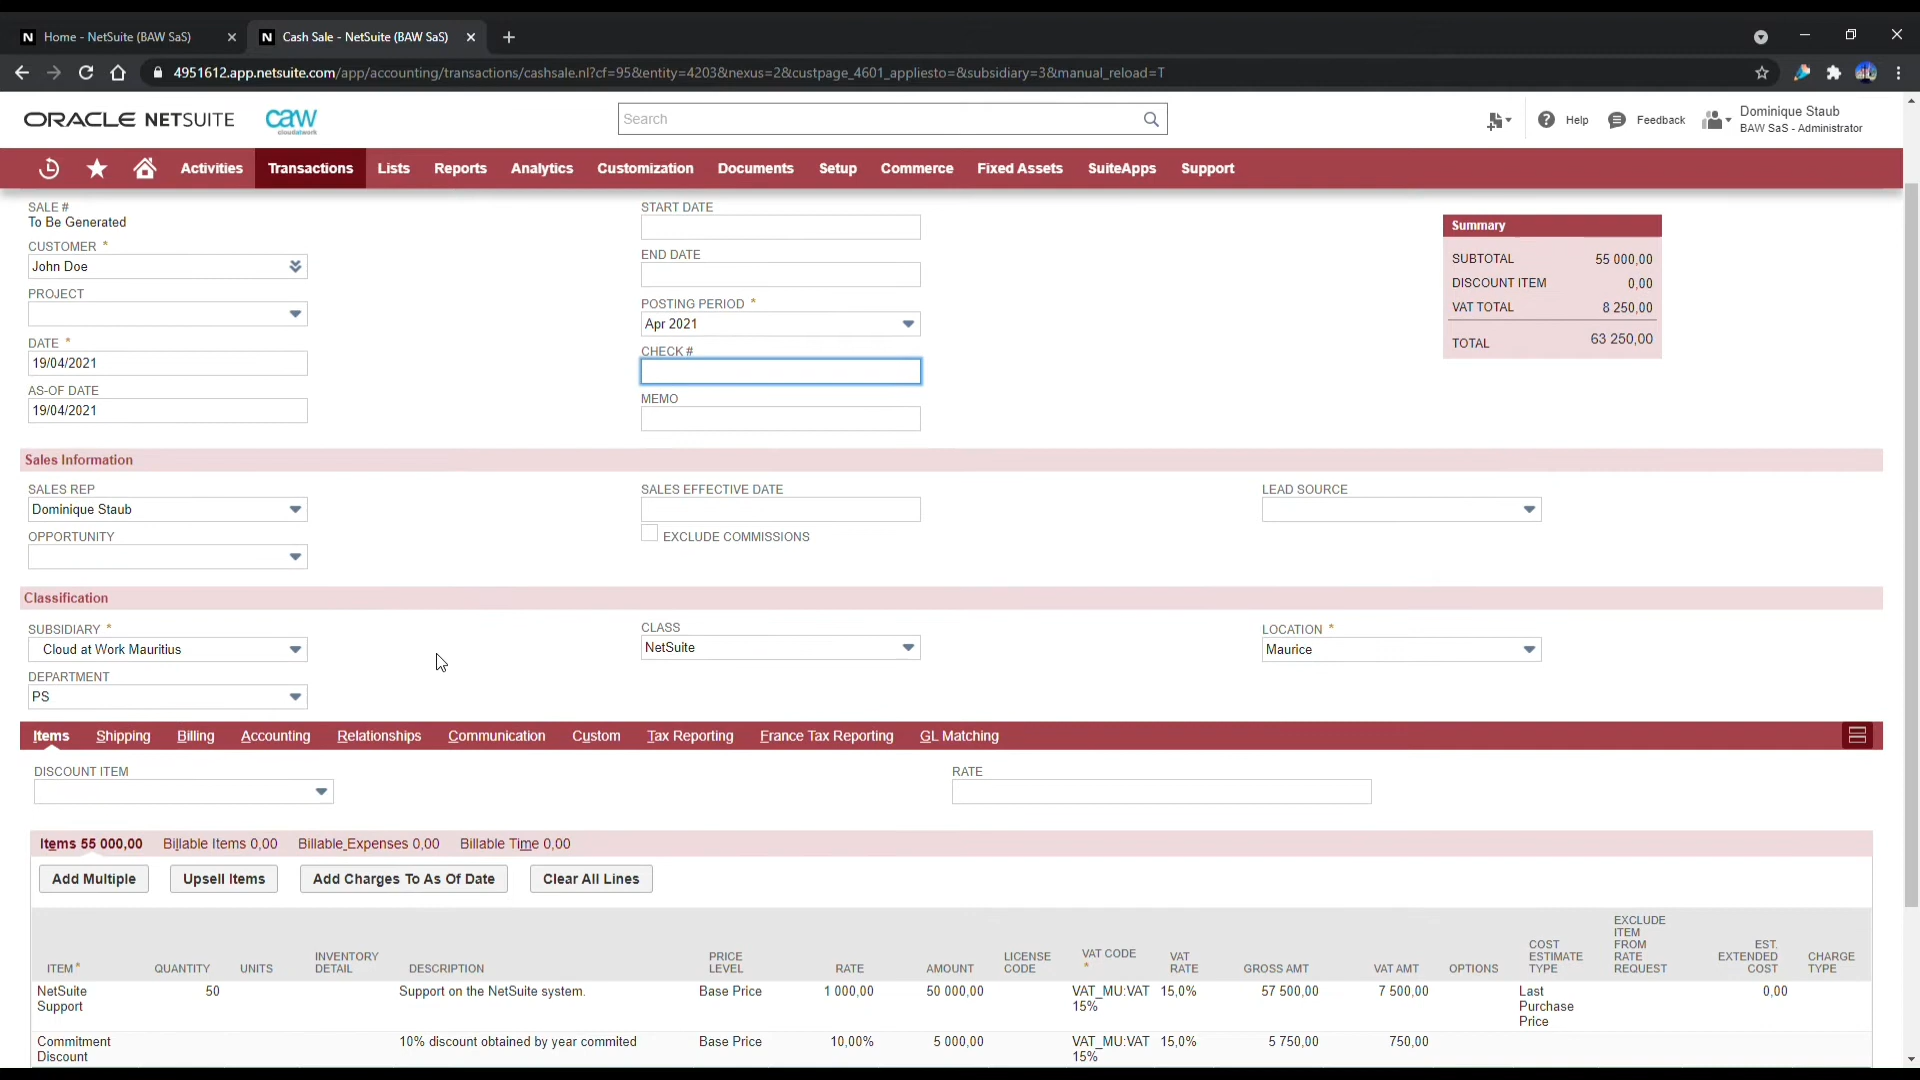 Home - NetSuite (BAW SaS)
Cash Sale - NetSuite (BAW SaS)
4951612.app.netsuite.com/app/accounting/transactions/cashsale.nl?cf=95&entity=4203&nexus=2&custpage_4601_appliesto=&subsidiary=3&manual_reload=T
ORACLE NETSUITE
caw
cloudatwork
Search
Help
Feedback
Dominique Staub
BAW SaS - Administrator
Activities
Transactions
Lists
Reports
Analytics
Customization
Documents
Setup
Commerce
Fixed Assets
SuiteApps
Support
SALE #
To Be Generated
CUSTOMER *
John Doe
PROJECT
DATE *
19/04/2021
AS-OF DATE
19/04/2021
START DATE
END DATE
POSTING PERIOD *
Apr 2021
CHECK #
MEMO
Summary
SUBTOTAL 55 000,00
DISCOUNT ITEM 0,00
VAT TOTAL 8 250,00
TOTAL 63 250,00
Sales Information
SALES REP
Dominique Staub
OPPORTUNITY
SALES EFFECTIVE DATE
EXCLUDE COMMISSIONS
LEAD SOURCE
Classification
SUBSIDIARY *
Cloud at Work Mauritius
DEPARTMENT
PS
CLASS
NetSuite
LOCATION *
Maurice
Items
Shipping
Billing
Accounting
Relationships
Communication
Custom
Tax Reporting
France Tax Reporting
GL Matching
DISCOUNT ITEM
RATE
Items 55 000,00
Billable Items 0,00
Billable Expenses 0,00
Billable Time 0,00
Add Multiple
Upsell Items
Add Charges To As Of Date
Clear All Lines
ITEM *
QUANTITY
UNITS
INVENTORY
DETAIL
DESCRIPTION
PRICE
LEVEL
RATE
AMOUNT
LICENSE
CODE
VAT CODE
*
VAT
RATE
GROSS AMT
VAT AMT
OPTIONS
COST
ESTIMATE
TYPE
EXCLUDE
ITEM
FROM
RATE
REQUEST
EST.
EXTENDED
COST
CHARGE
TYPE
NetSuite
Support
50
Support on the NetSuite system.
Base Price
1 000,00
50 000,00
VAT_MU:VAT
15%
15,0%
57 500,00
7 500,00
Last
Purchase
Price
0,00
Commitment
Discount
10% discount obtained by year commited
Base Price
10,00%
5 000,00
VAT_MU:VAT
15%
15,0%
5 750,00
750,00